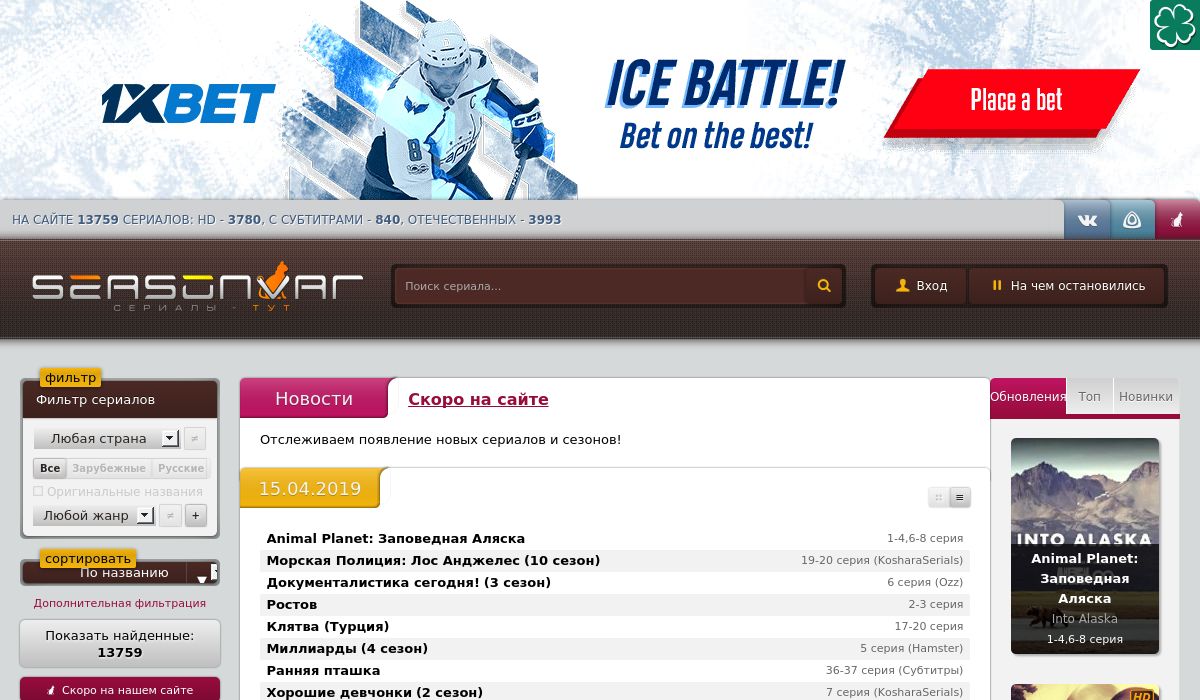 1XBET
ICE BATTLE!
Bet on the best!
Place a bet
НА САЙТЕ 13759 СЕРИАЛОВ: HD - 3780, С СУБТИТРАМИ - 840, ОТЕЧЕСТВЕННЫХ - 3993
SEASONVAR
СЕРИАЛЫ - ТУТ
Поиск сериала...
Вход
На чем остановились
фильтр
Фильтр сериалов
Любая страна
≠
Все Зарубежные Русские
Оригинальные названия
Любой жанр
≠ +
сортировать
По названию
Дополнительная фильтрация
Показать найденные:
13759
Скоро на нашем сайте
Новости
Скоро на сайте
Отслеживаем появление новых сериалов и сезонов!
15.04.2019
Animal Planet: Заповедная Аляска 1-4,6-8 серия
Морская Полиция: Лос Анджелес (10 сезон) 19-20 серия (KosharaSerials)
Документалистика сегодня! (3 сезон) 6 серия (Ozz)
Ростов 2-3 серия
Клятва (Турция) 17-20 серия
Миллиарды (4 сезон) 5 серия (Hamster)
Ранняя пташка 36-37 серия (Субтитры)
Хорошие девчонки (2 сезон) 7 серия (KosharaSerials)
Обновления Топ Новинки
INTO ALASKA
Animal Planet:
Заповедная
Аляска
Into Alaska
1-4,6-8 серия
HD